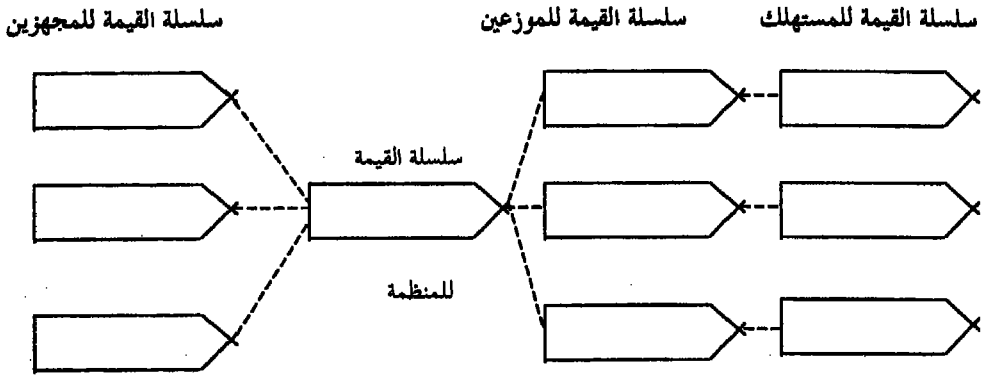 سلسلة القيمة للمستهلك
سلسلة القيمة للموزعين
سلسلة القيمة للمجهزين
سلسلة القيمة
للمنظمة